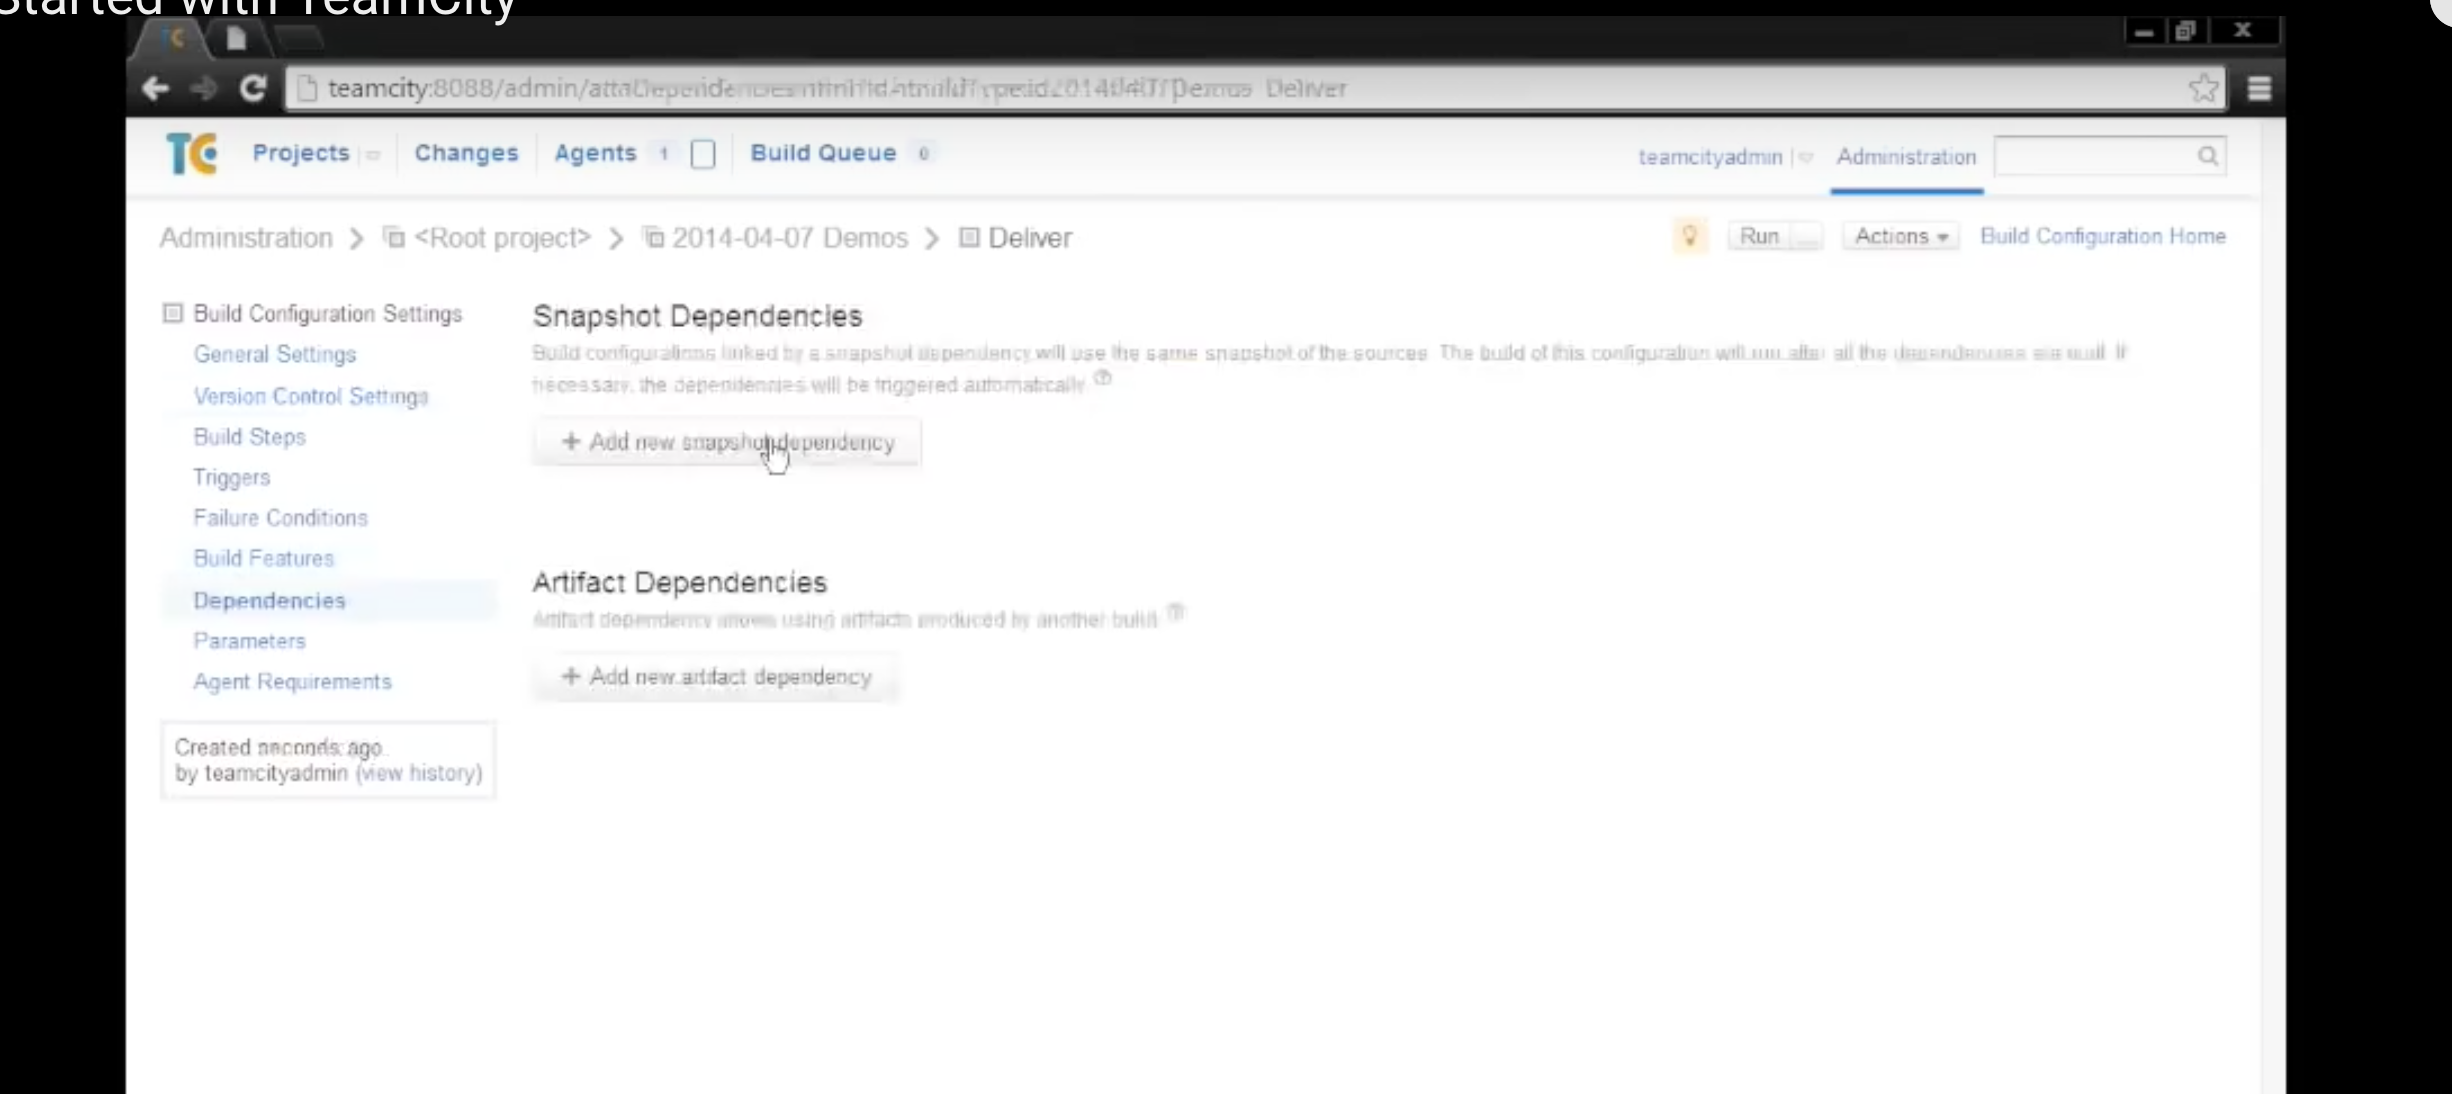 Started with TeamCity
teamcity:8088/admin/
TC Projects Changes Agents 1 Build Queue 0 teamcityadmin Administration
Administration > <Root project> > 2014-04-07 Demos > Deliver Run Actions Build Configuration Home
Build Configuration Settings
General Settings
Version Control Settings
Build Steps
Triggers
Failure Conditions
Build Features
Dependencies
Parameters
Agent Requirements
Created seconds ago
by teamcityadmin (view history)
Snapshot Dependencies
Build configurations linked by a snapshot dependency will use the same snapshot of the sources. The build of this configuration will run after all the dependencies are built. If
necessary, the dependencies will be triggered automatically
+ Add new snapshot dependency
Artifact Dependencies
Artifact dependency allows using artifacts produced by another build
+ Add new artifact dependency